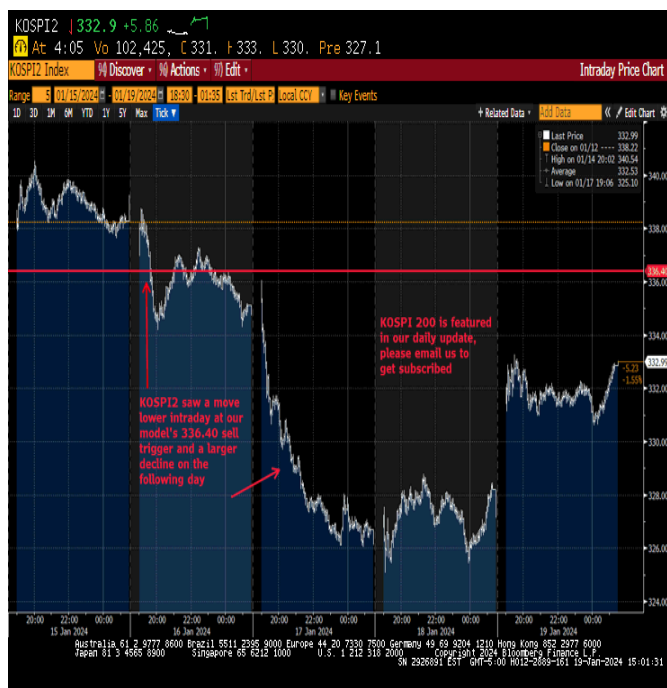 KOSPI2 ↓332.9 +5.86
At 4:05 Vo 102,425, O 331. H 333. L 330. Pre 327.1
KOSPI2 Index 94) Discover 96) Actions 97) Edit Intraday Price Chart
Range 5 01/15/2024 - 01/19/2024 18:30 - 01:35 Lst Trd/Lst P Local CCY Key Events
1D 3D 1M 6M YTD 1Y 5Y Max Tick ▼ + Related Data Add Data « Edit Chart
Last Price 332.99
Close on 01/12 ---- 338.22
High on 01/14 20:02 340.54
Average 332.53
Low on 01/17 19:06 325.10
340.00
338.00
336.40
336.00
334.00
332.99
-5.23
-1.55%
330.00
328.00
326.00
324.00
KOSPI 200 is featured
in our daily update,
please email us to
get subscribed
KOSPI2 saw a move
lower intraday at our
model's 336.40 sell
trigger and a larger
decline on the
following day
20:00 22:00 00:00 20:00 22:00 00:00 20:00 22:00 00:00 20:00 22:00 00:00 20:00 22:00 00:00
15 Jan 2024 16 Jan 2024 17 Jan 2024 18 Jan 2024 19 Jan 2024
Australia 61 2 9777 8600 Brazil 5511 2395 9000 Europe 44 20 7330 7500 Germany 49 69 9204 1210 Hong Kong 852 2977 6000
Japan 81 3 4565 8900 Singapore 65 6212 1000 U.S. 1 212 318 2000 Copyright 2024 Bloomberg Finance L.P.
SN 2926891 EST GMT-5:00 H012-2889-161 19-Jan-2024 15:01:31